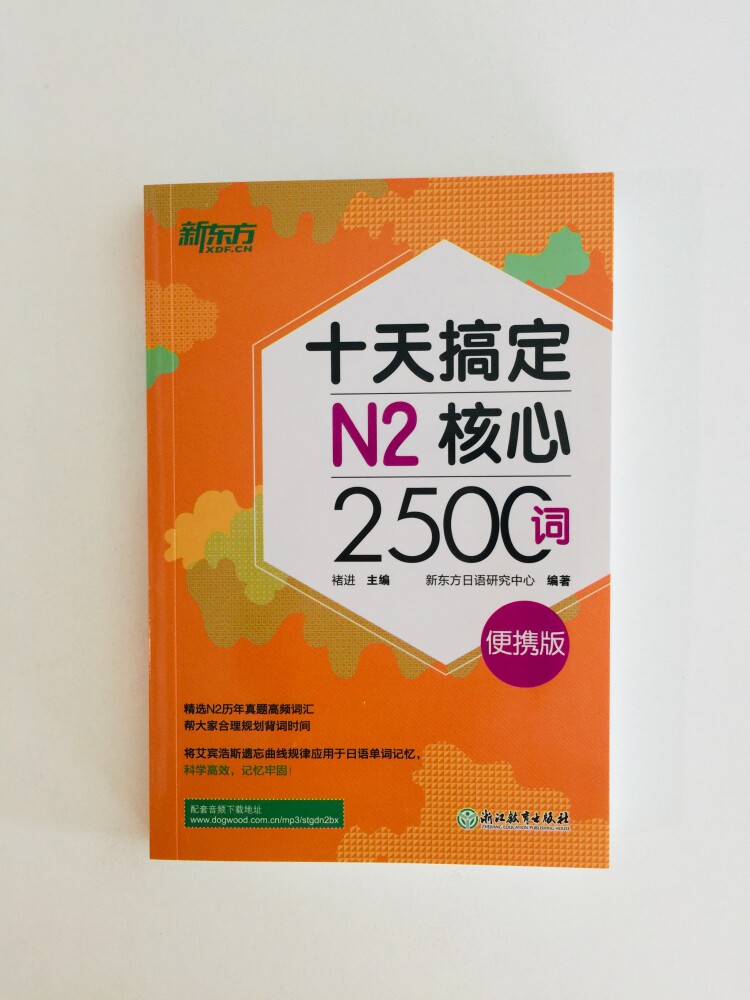 新东方
XDF.CN
十天搞定
N2 核心
2500词
褚进 主编 新东方日语研究中心 编著
便携版
精选N2历年真题高频词汇
帮大家合理规划背词时间
将艾宾浩斯遗忘曲线规律应用于日语单词记忆，
科学高效，记忆牢固！
配套音频下载地址
www.dogwood.com.cn/mp3/stgdn2bx
浙江教育出版社
ZHEJIANG EDUCATION PUBLISHING HOUSE